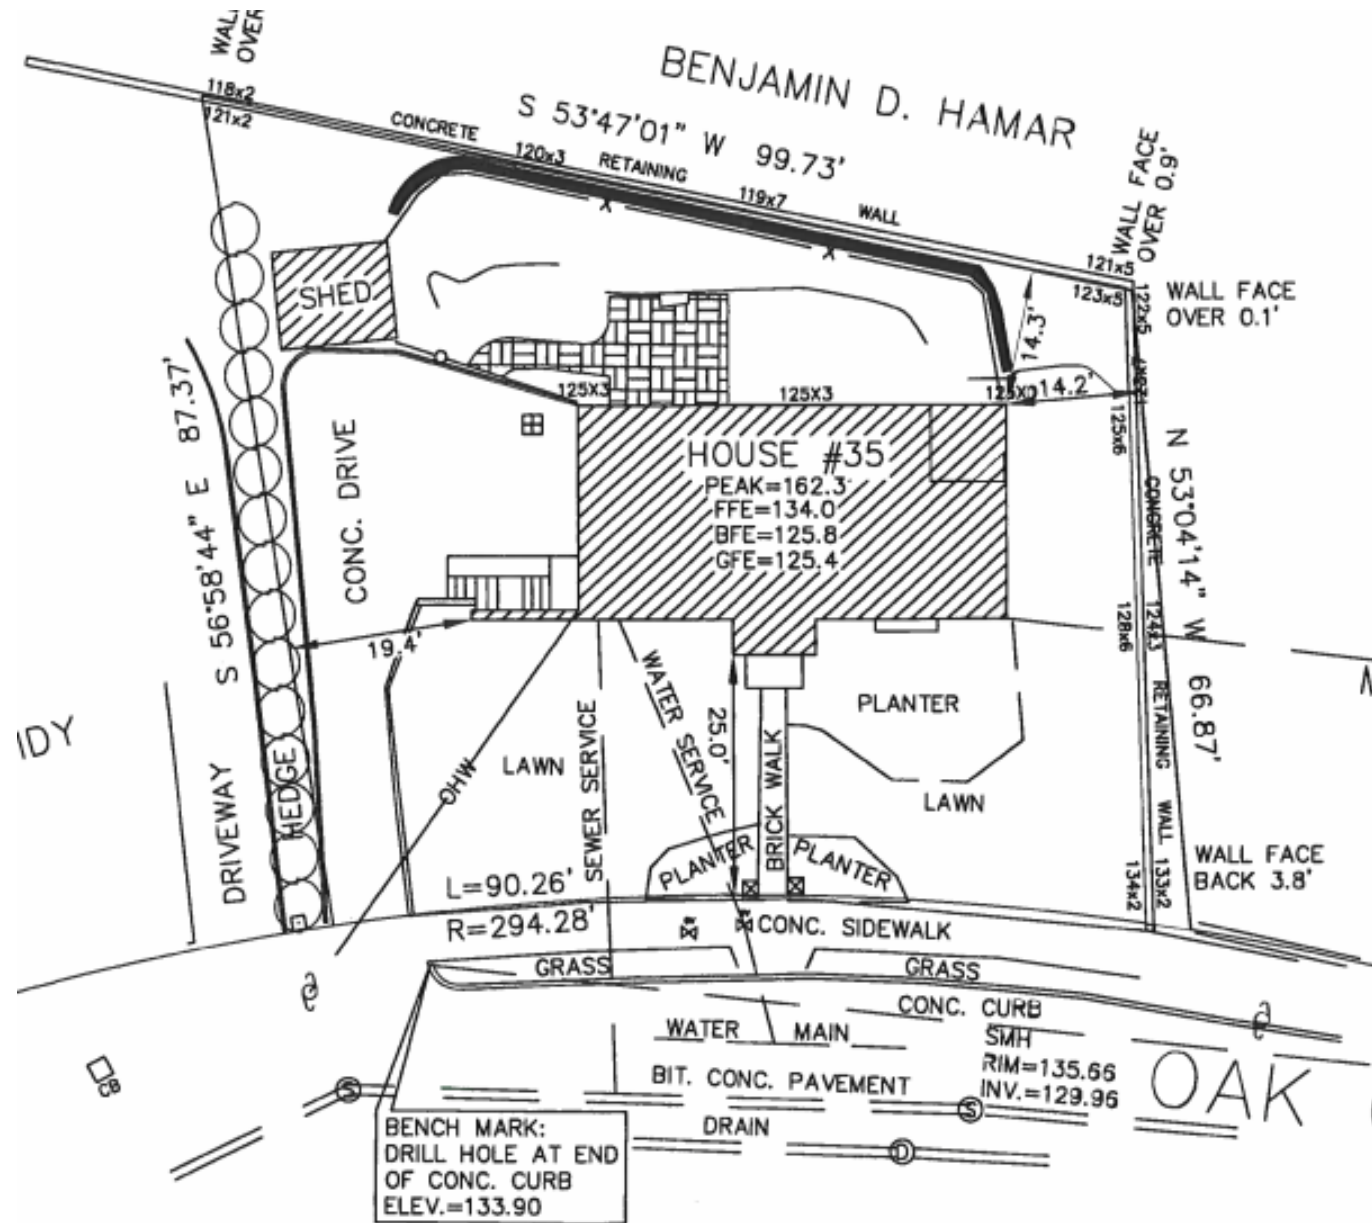 WALL
OVER
BENJAMIN D. HAMAR
S 53°47'01" W 99.73'
118x2
121x2
CONCRETE
120x3
RETAINING
119x7
WALL
WALL FACE
OVER 0.9'
121x5
123x5
122x5
WALL FACE
OVER 0.1'
SHED
14.3'
14.2'
125X3
125X3
125X0
125x6
HOUSE #35
PEAK=162.3
FFE=134.0
BFE=125.8
GFE=125.4
S 56°58'44" E 87.37'
CONC. DRIVE
N 53°04'14" W 66.87'
CONCRETE
RETAINING
WALL
128x6
124x3
19.4'
WATER SERVICE
SEWER SERVICE
25.0'
PLANTER
LAWN
OHW
LAWN
BRICK WALK
IDY
DRIVEWAY
HEDGE
PLANTER
PLANTER
134x2
133x2
WALL FACE
BACK 3.8'
L=90.26'
R=294.28'
CONC. SIDEWALK
GRASS
GRASS
CONC. CURB
WATER MAIN
SMH
RIM=135.66
INV.=129.96
OAK
BIT. CONC. PAVEMENT
CB
S
S
DRAIN
D
BENCH MARK:
DRILL HOLE AT END
OF CONC. CURB
ELEV.=133.90